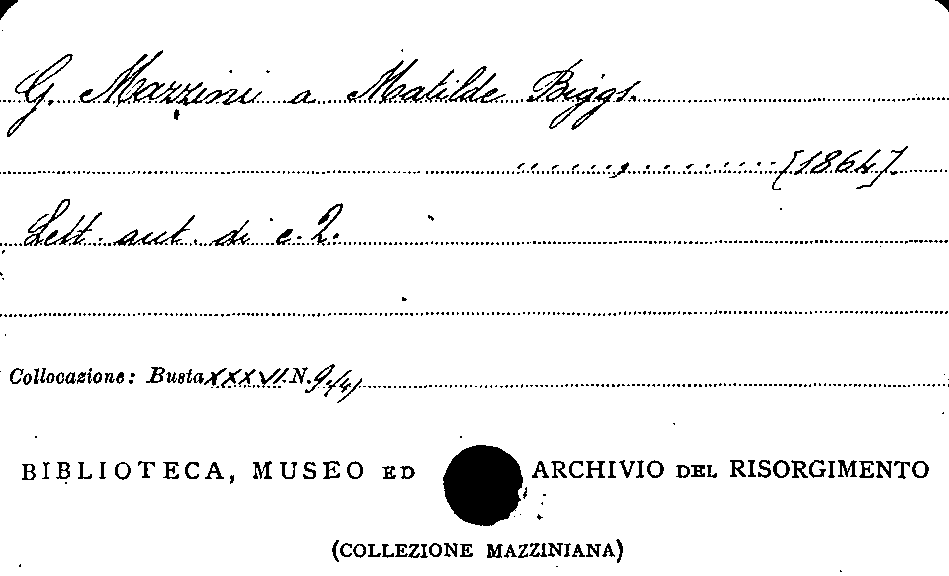 G. Mazzini a Matilde Biggs.
.............. [1864].
Lett. aut. di c. 2.
Collocazione: Busta XXXVI. N. 9/4)
BIBLIOTECA, MUSEO ED ARCHIVIO DEL RISORGIMENTO
(COLLEZIONE MAZZINIANA)